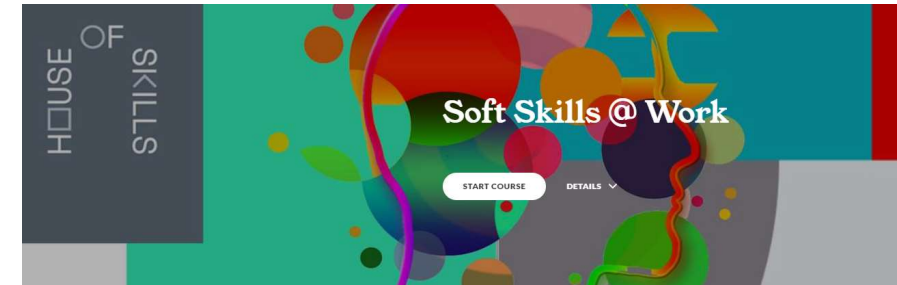 HOUSE
OF
SKILLS
Soft Skills @ Work
START COURSE
DETAILS